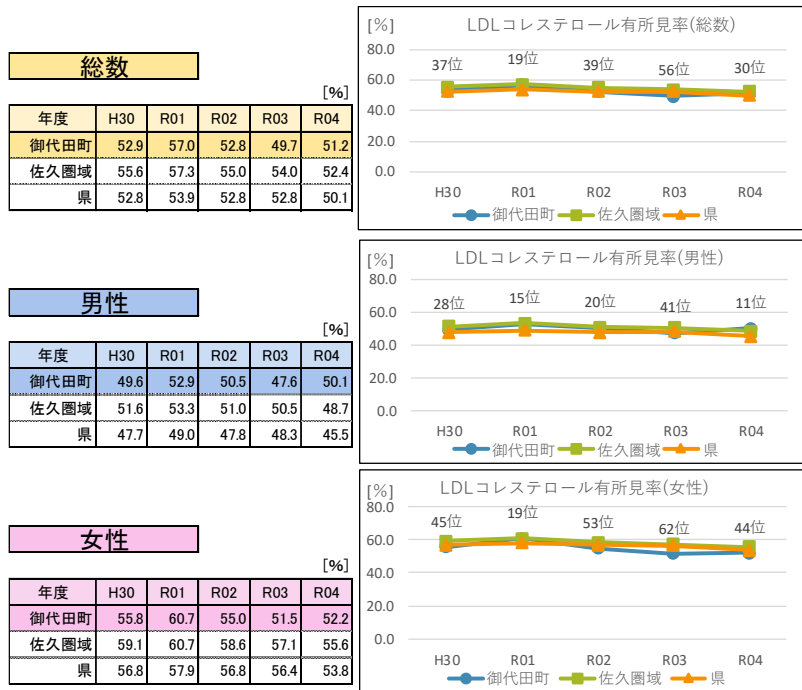 総数
[%]
年度 H30 R01 R02 R03 R04
御代田町 52.9 57.0 52.8 49.7 51.2
佐久圏域 55.6 57.3 55.0 54.0 52.4
県 52.8 53.9 52.8 52.8 50.1
[%] LDLコレステロール有所見率(総数)
80.0
60.0
40.0
20.0
0.0
37位 19位 39位 56位 30位
H30 R01 R02 R03 R04
御代田町 佐久圏域 県
男性
[%]
年度 H30 R01 R02 R03 R04
御代田町 49.6 52.9 50.5 47.6 50.1
佐久圏域 51.6 53.3 51.0 50.5 48.7
県 47.7 49.0 47.8 48.3 45.5
[%] LDLコレステロール有所見率(男性)
80.0
60.0
40.0
20.0
0.0
28位 15位 20位 41位 11位
H30 R01 R02 R03 R04
御代田町 佐久圏域 県
女性
[%]
年度 H30 R01 R02 R03 R04
御代田町 55.8 60.7 55.0 51.5 52.2
佐久圏域 59.1 60.7 58.6 57.1 55.6
県 56.8 57.9 56.8 56.4 53.8
[%] LDLコレステロール有所見率(女性)
80.0
60.0
40.0
20.0
0.0
45位 19位 53位 62位 44位
H30 R01 R02 R03 R04
御代田町 佐久圏域 県